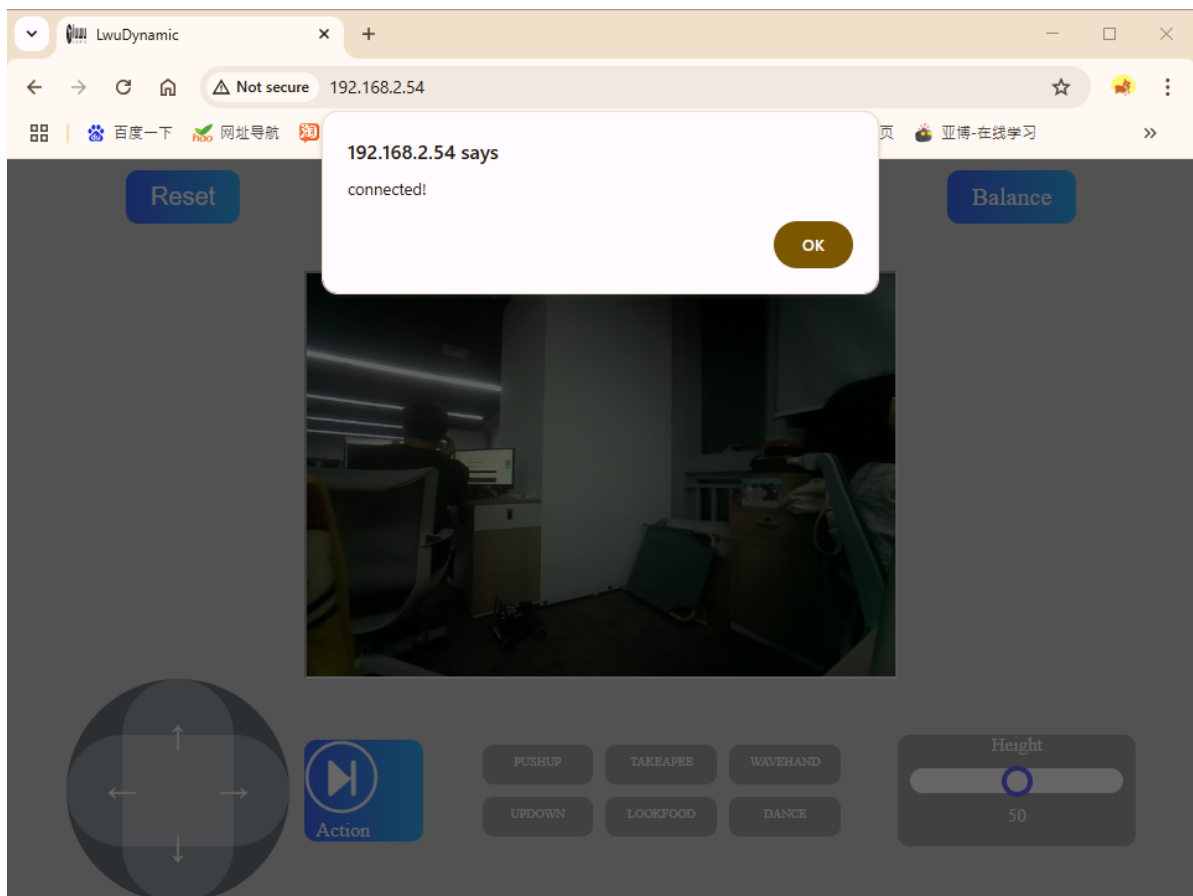 LwuDynamic
Not secure
192.168.2.54
百度一下
网址导航
淘
页
亚博-在线学习
192.168.2.54 says
connected!
OK
Reset
Balance
PUSHUP
TAKEAPEE
WAVEHAND
UPDOWN
LOOKFOOD
DANCE
Action
Height
50